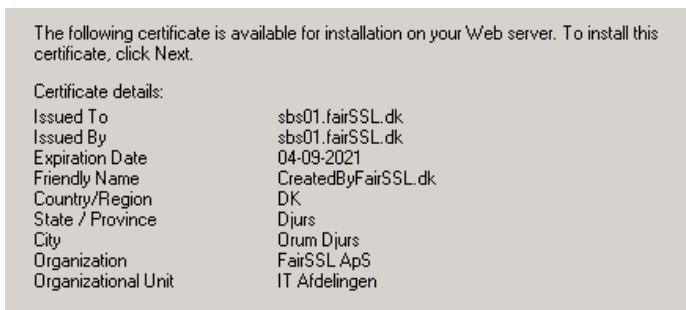 The following certificate is available for installation on your Web server. To install this
certificate, click Next.
Certificate details:
Issued To sbs01.fairSSL.dk
Issued By sbs01.fairSSL.dk
Expiration Date 04-09-2021
Friendly Name CreatedByFairSSL.dk
Country/Region DK
State / Province Djurs
City Orum Djurs
Organization FairSSL ApS
Organizational Unit IT Afdelingen